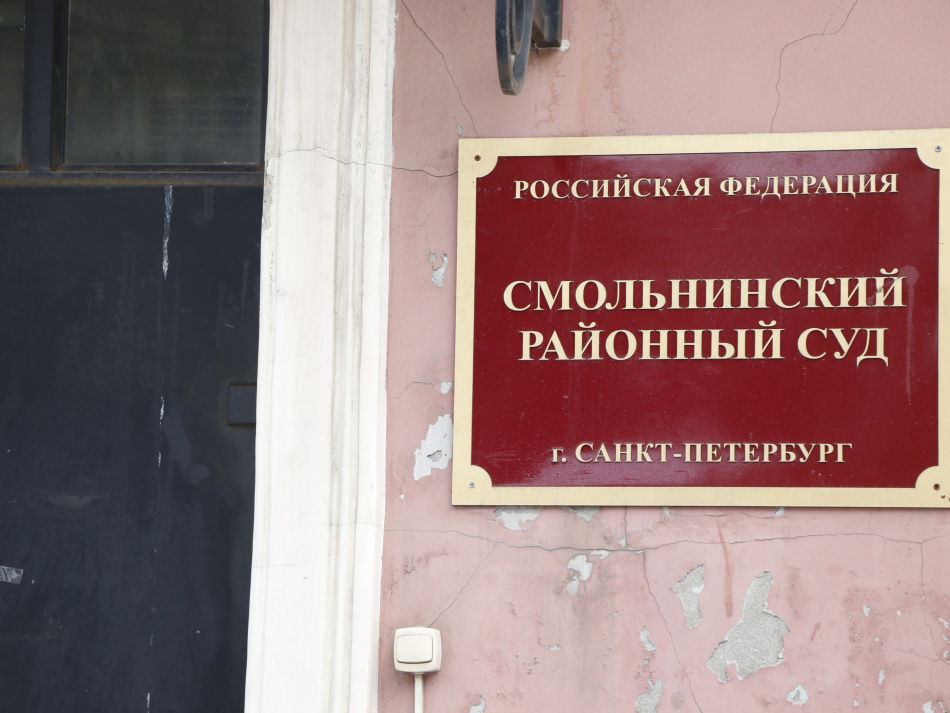 РОССИЙСКАЯ ФЕДЕРАЦИЯ
СМОЛЬНИНСКИЙ
РАЙОННЫЙ СУД
г. САНКТ-ПЕТЕРБУРГ